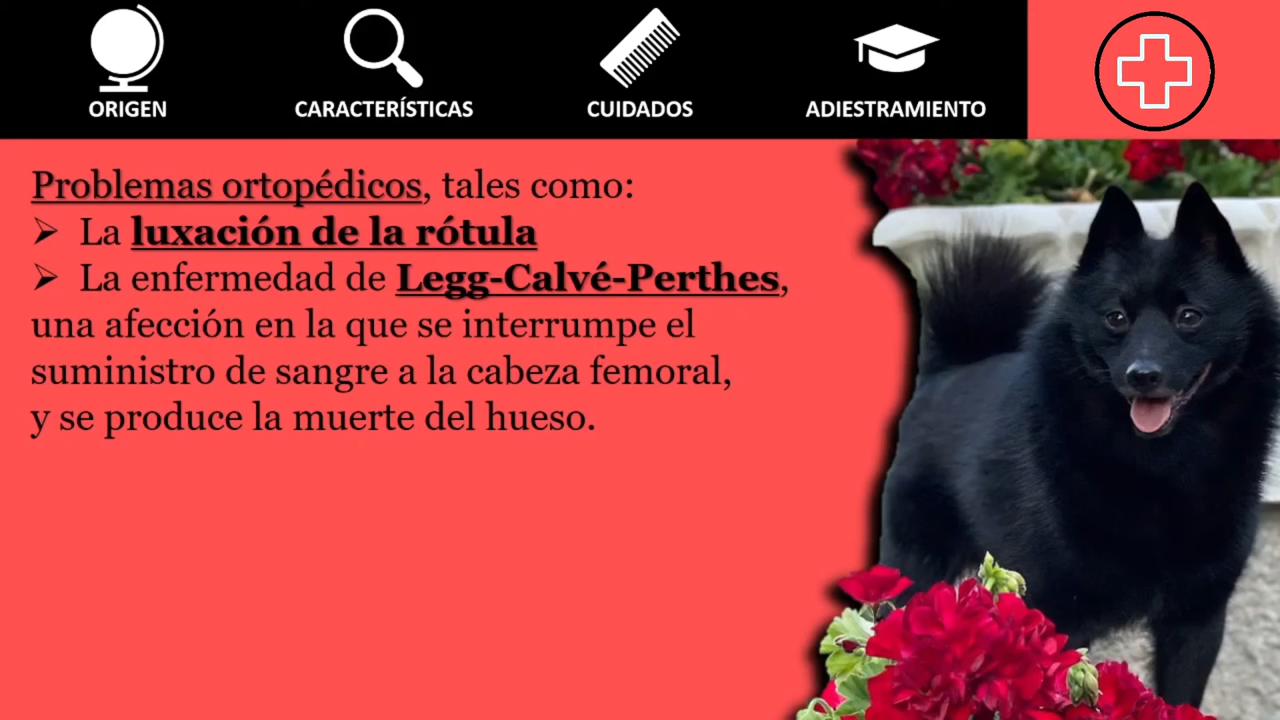 ORIGEN
CARACTERÍSTICAS
CUIDADOS
ADIESTRAMIENTO
Problemas ortopédicos, tales como:
➢ La luxación de la rótula
➢ La enfermedad de Legg-Calvé-Perthes,
una afección en la que se interrumpe el
suministro de sangre a la cabeza femoral,
y se produce la muerte del hueso.